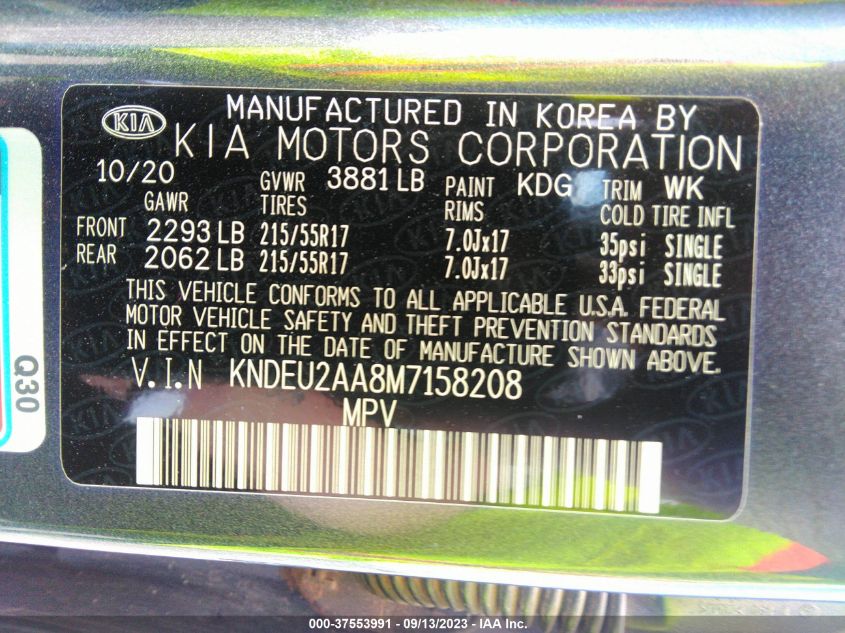 KIA MANUFACTURED IN KOREA BY
KIA MOTORS CORPORATION
10/20 GVWR 3881 LB PAINT KDG TRIM WK
GAWR TIRES RIMS COLD TIRE INFL
FRONT 2293 LB 215/55R17 7.0Jx17 35psi SINGLE
REAR 2062 LB 215/55R17 7.0Jx17 33psi SINGLE
THIS VEHICLE CONFORMS TO ALL APPLICABLE U.S.A. FEDERAL
MOTOR VEHICLE SAFETY AND THEFT PREVENTION STANDARDS
IN EFFECT ON THE DATE OF MANUFACTURE SHOWN ABOVE.
V.I.N KNDEU2AA8M7158208
MPV
Q30
000-37553991 - 09/13/2023 - IAA Inc.